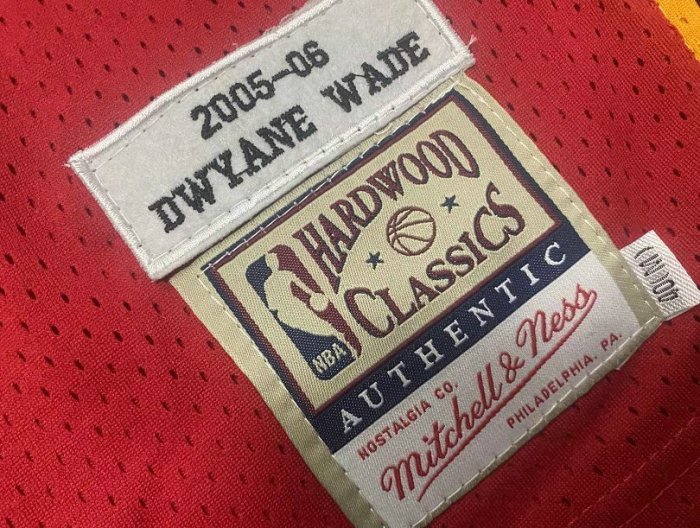 2005-06
DWYANE WADE
HARDWOOD
CLASSICS
NBA
AUTHENTIC
NOSTALGIA CO.
Mitchell & Ness
PHILADELPHIA, PA.